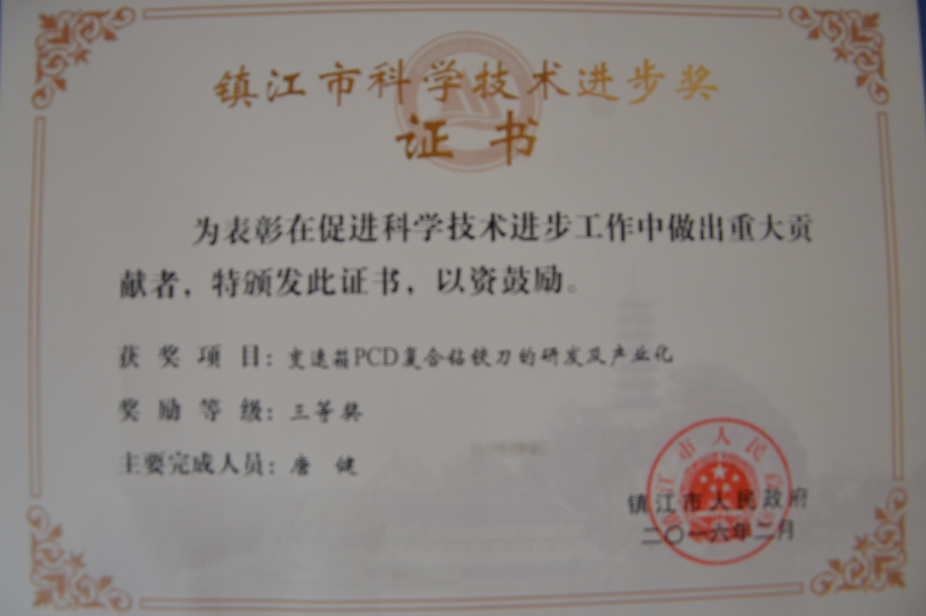 镇江市科学技术进步奖
证书
为表彰在促进科学技术进步工作中做出重大贡
献者，特颁发此证书，以资鼓励。
获奖项目：变速箱PCD复合钻铰刀的研发及产业化
奖励等级：三等奖
主要完成人员：唐健
镇江市人民政府
二〇一六年二月